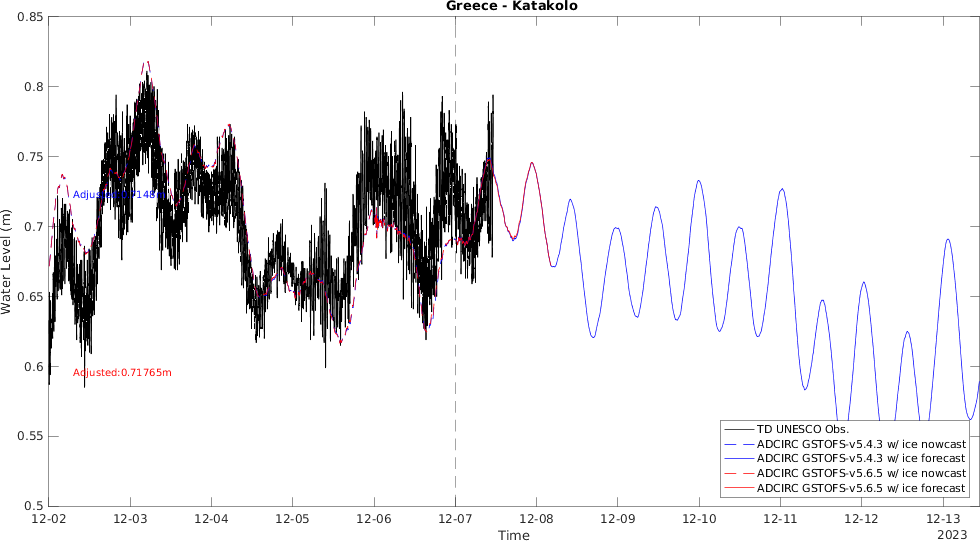 Greece - Katakolo
0.85
0.8
0.75
0.7
0.65
0.6
0.55
0.5
Water Level (m)
Adjusted:0.71765m
TD UNESCO Obs.
ADCIRC GSTOFS-v5.4.3 w/ ice nowcast
ADCIRC GSTOFS-v5.4.3 w/ ice forecast
ADCIRC GSTOFS-v5.6.5 w/ ice nowcast
ADCIRC GSTOFS-v5.6.5 w/ ice forecast
12-02 12-03 12-04 12-05 12-06 12-07 12-08 12-09 12-10 12-11 12-12 12-13
Time
2023